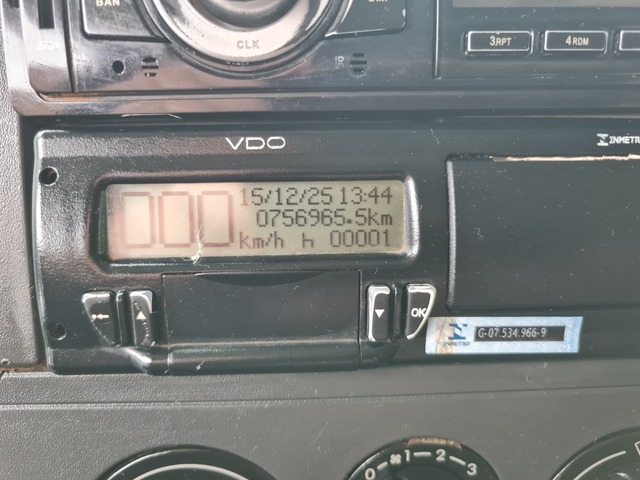 BAN
CLK
3RPT
4RDM
VDO
INMETRO
000 15/12/25 13:44
0756965.5km
km/h h 00001
OK
G-07.534.966-9
INMETRO
0 1 2 3